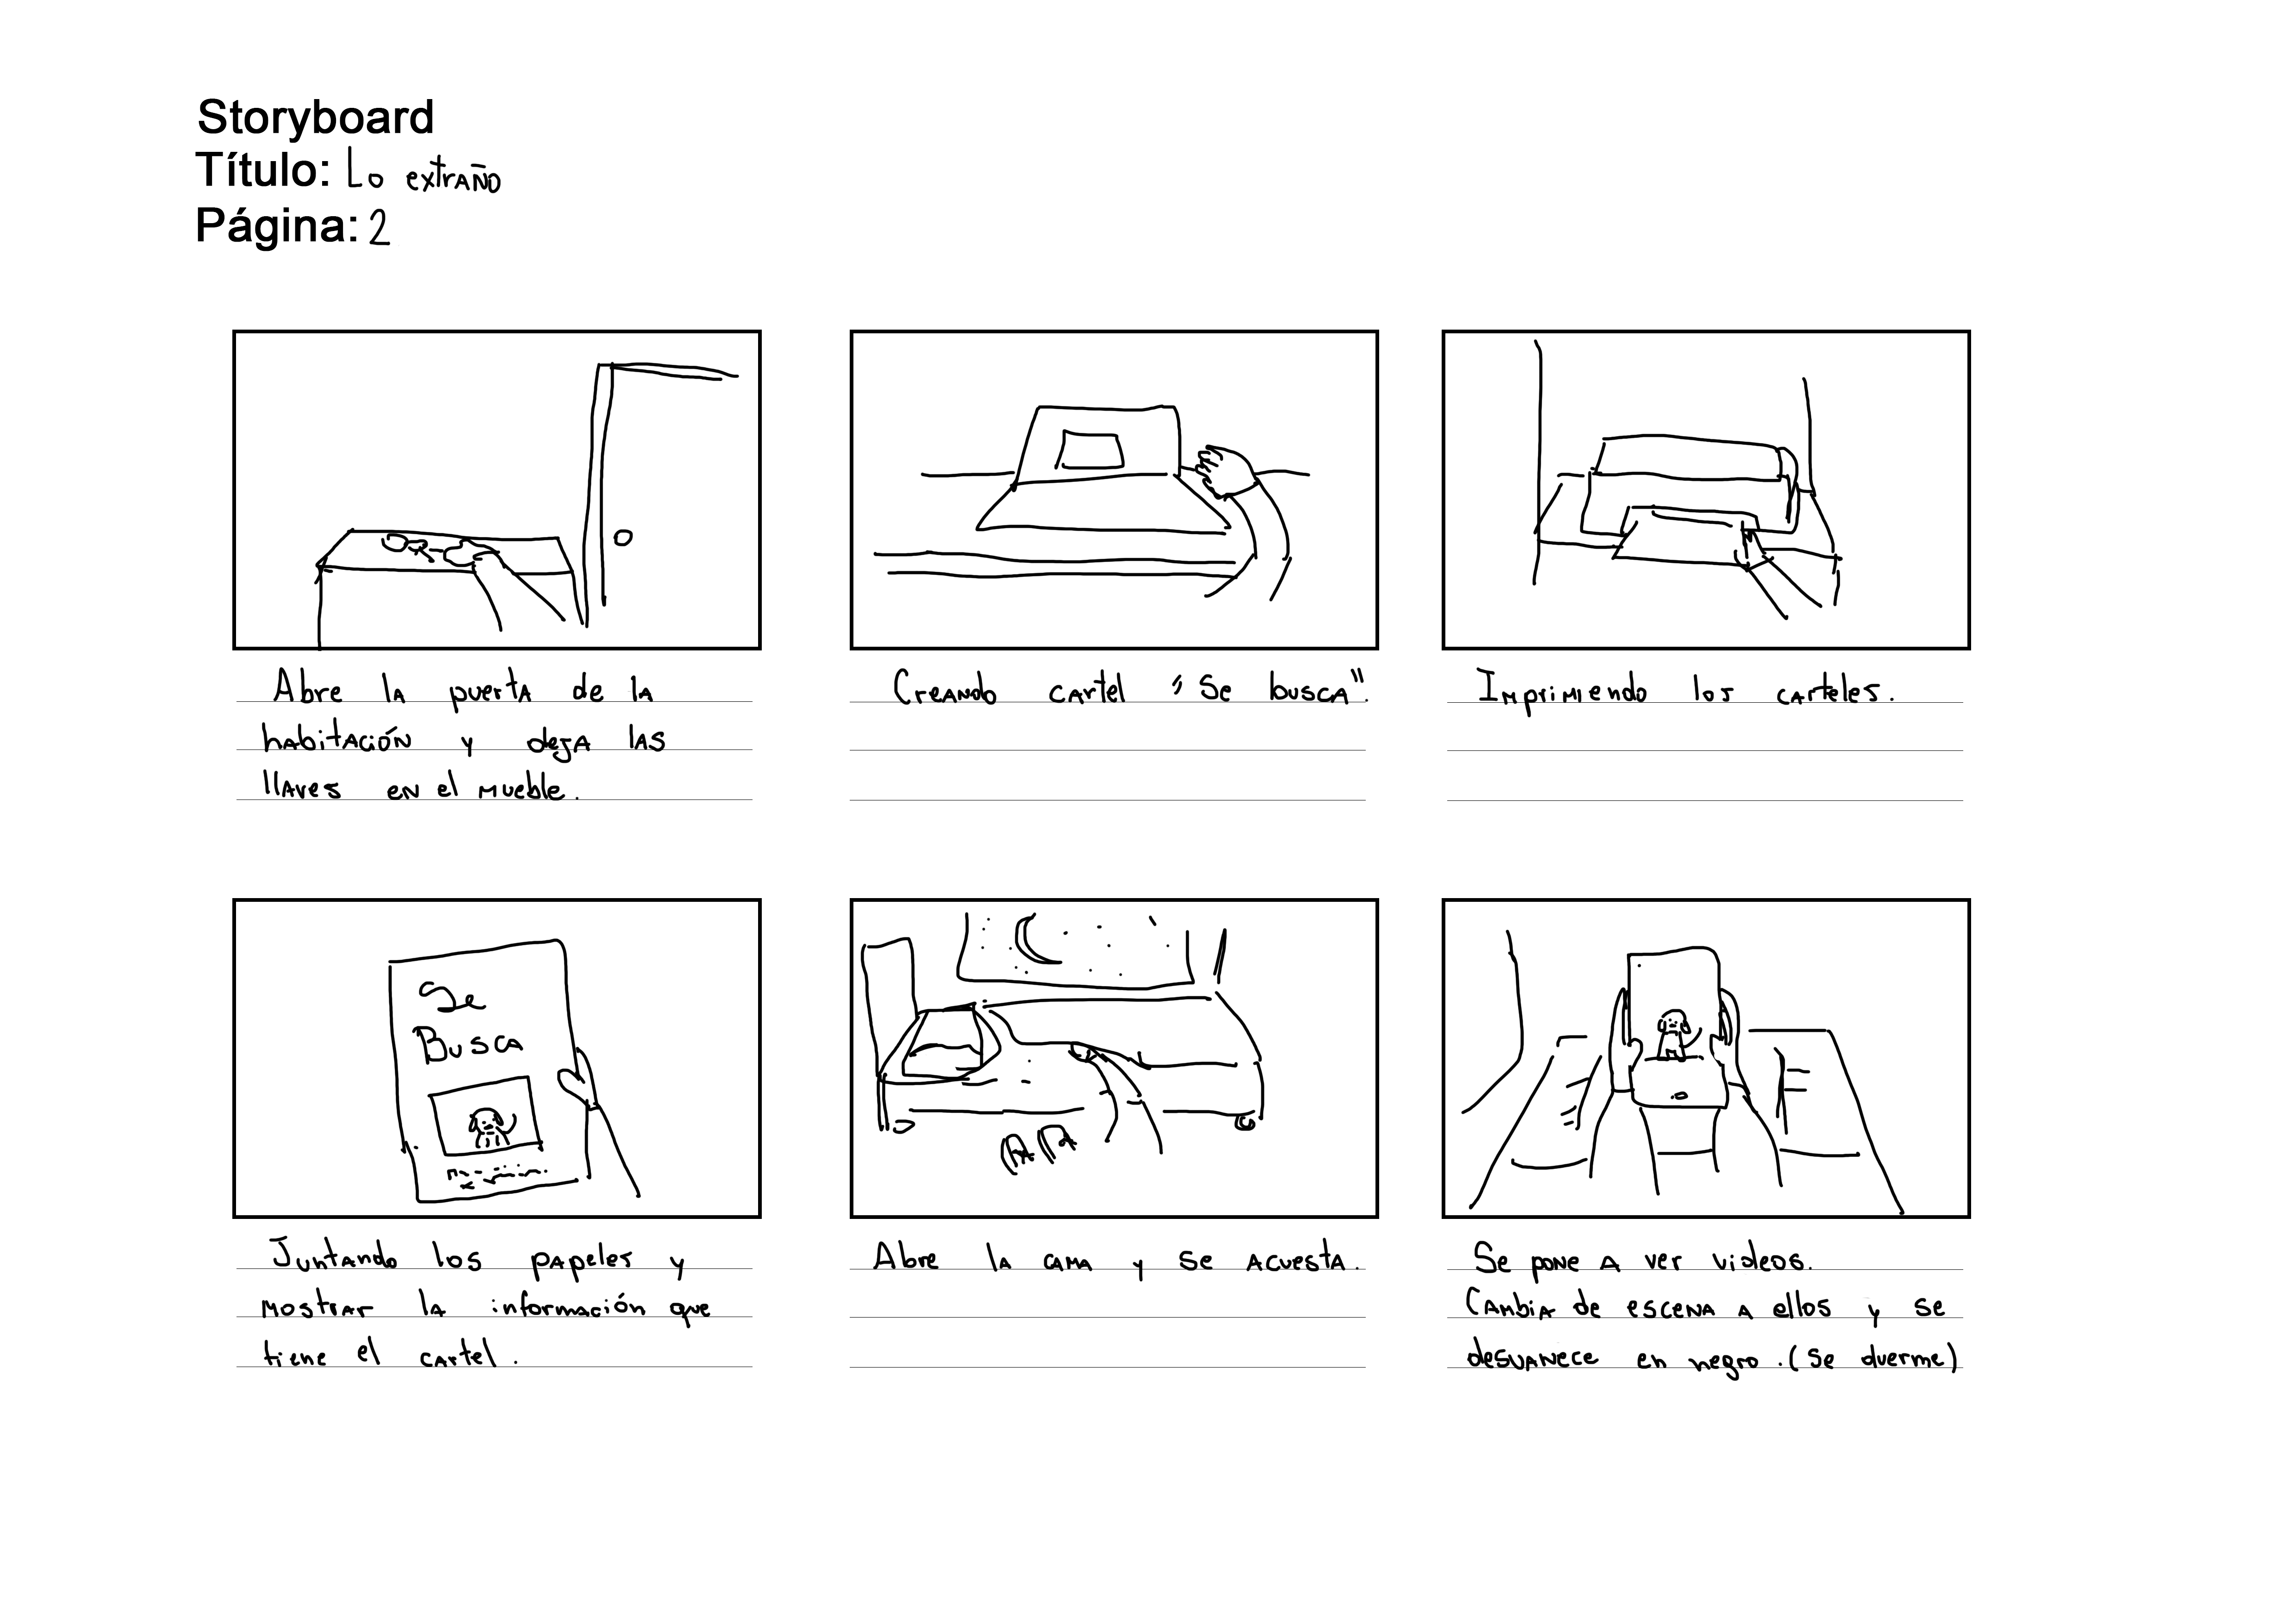 Storyboard
Título: Lo extraño
Página: 2
Abre la puerta de la
habitación y deja las
llaves en el mueble.
Creando cartel "Se busca".
Imprimiendo los carteles.
Se
Busca
Juntando los papeles y
mostrar la información que
tiene el cartel.
Abre la cama y se acuesta.
Se pone a ver videos.
Cambia de escena a ellos y se
desvanece en negro. (Se duerme)